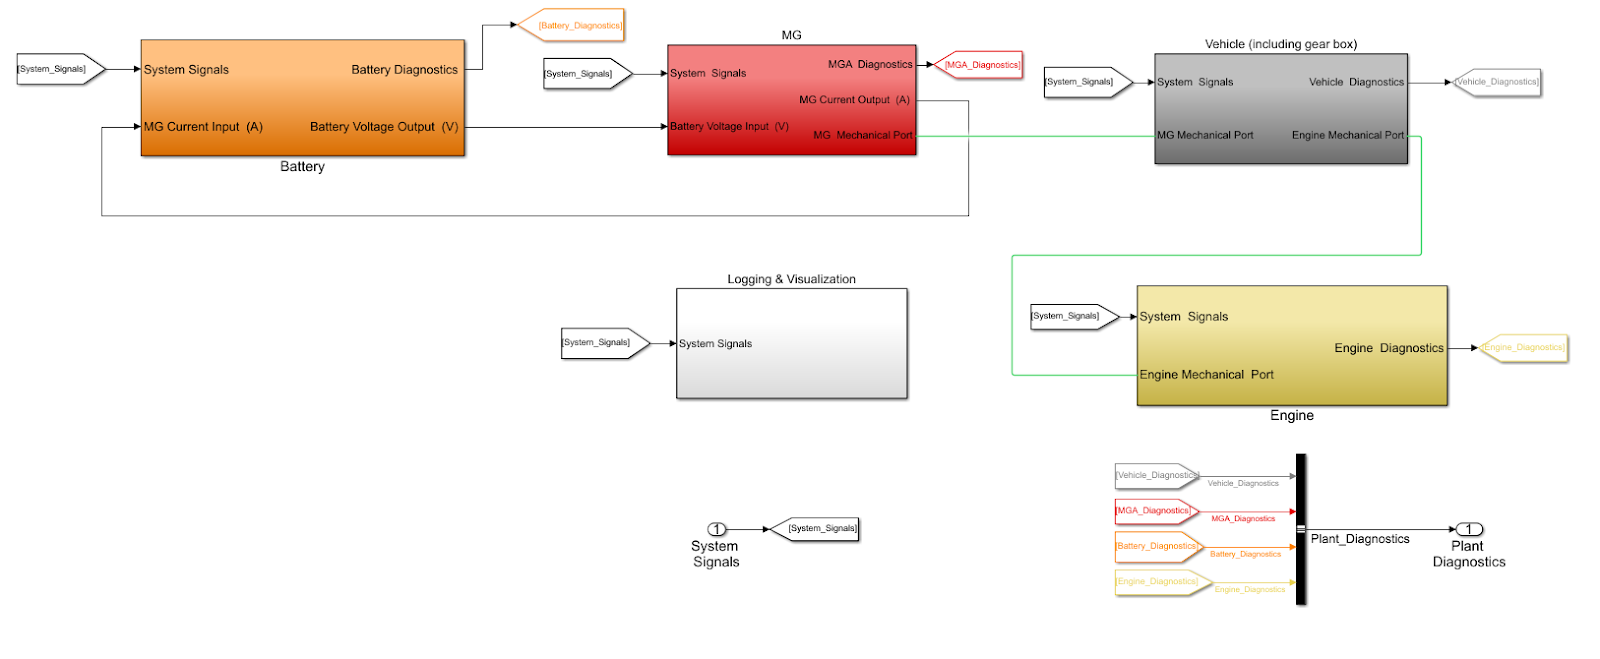 [System_Signals]
System Signals
Battery Diagnostics
MG Current Input (A)
Battery Voltage Output (V)
Battery
[Battery_Diagnostics]
MG
[System_Signals]
System Signals
MGA Diagnostics
MG Current Output (A)
Battery Voltage Input (V)
MG Mechanical Port
[MGA_Diagnostics]
Vehicle (including gear box)
[System_Signals]
System Signals
Vehicle Diagnostics
MG Mechanical Port
Engine Mechanical Port
[Vehicle_Diagnostics]
Logging & Visualization
[System_Signals]
System Signals
[System_Signals]
System Signals
Engine Diagnostics
Engine Mechanical Port
Engine
[Engine_Diagnostics]
1
System
Signals
[System_Signals]
[Vehicle_Diagnostics]
Vehicle_Diagnostics
[MGA_Diagnostics]
MGA_Diagnostics
[Battery_Diagnostics]
Battery_Diagnostics
[Engine_Diagnostics]
Engine_Diagnostics
Plant_Diagnostics
1
Plant
Diagnostics